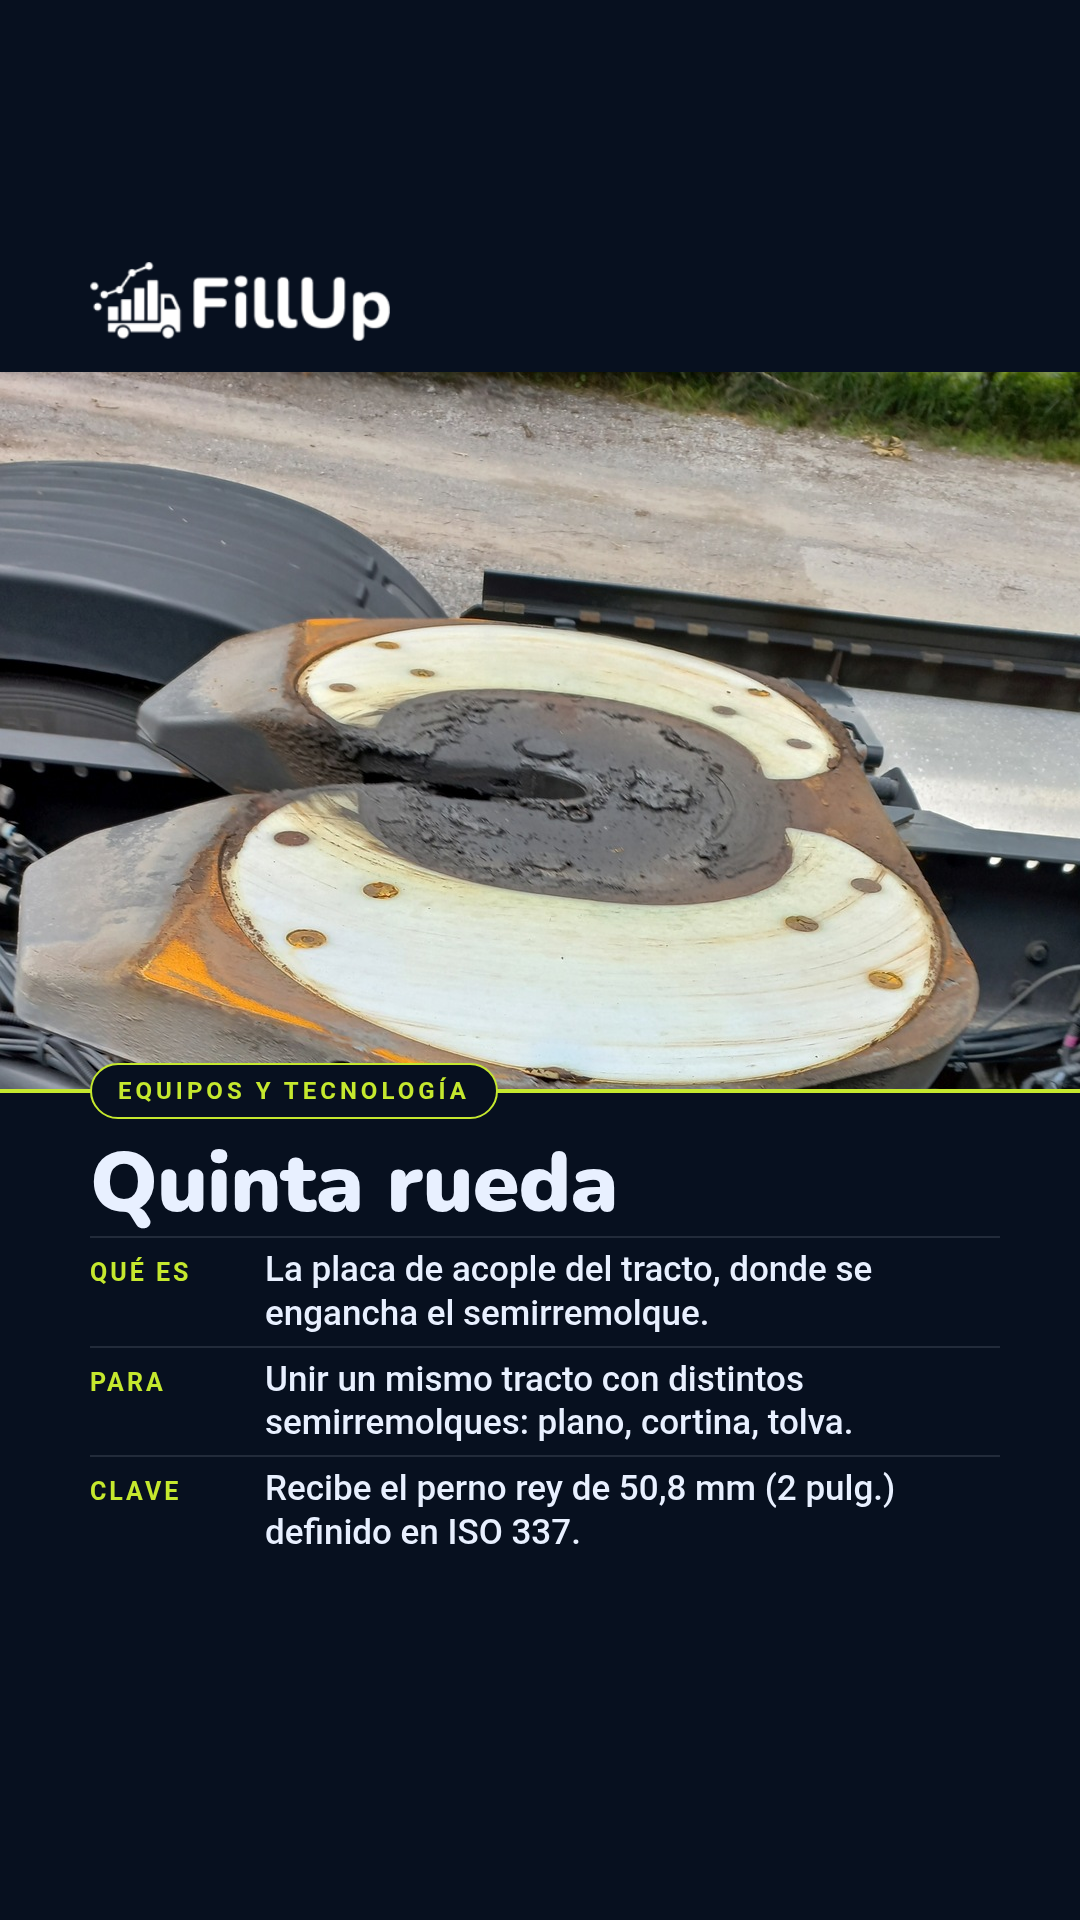 FillUp
EQUIPOS Y TECNOLOGÍA
Quinta rueda
QUÉ ES
La placa de acople del tracto, donde se
engancha el semirremolque.
PARA
Unir un mismo tracto con distintos
semirremolques: plano, cortina, tolva.
CLAVE
Recibe el perno rey de 50,8 mm (2 pulg.)
definido en ISO 337.